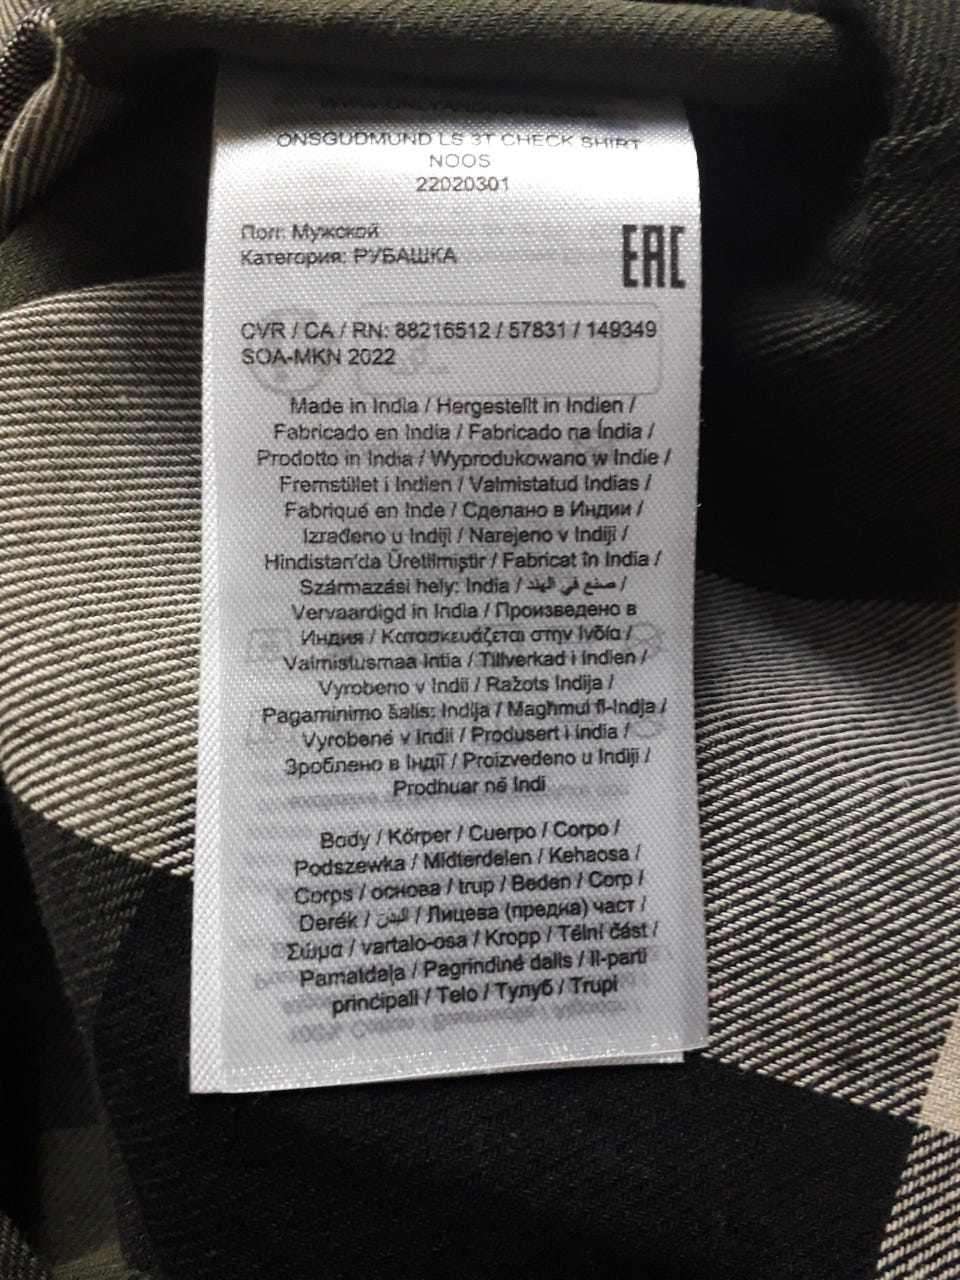 WWW.ONLYANDSONS.COM
ONSGUDMUND LS 3T CHECK SHIRT
NOOS
22020301
Пол: Мужской
Категория: РУБАШКА
EAC
CVR / CA / RN: 88216512 / 57831 / 149349
SOA-MKN 2022
Made in India / Hergestellt in Indien /
Fabricado en India / Fabricado na Índia /
Prodotto in India / Wyprodukowano w Indie /
Fremstillet i Indien / Valmistatud Indias /
Fabriqué en Inde / Сделано в Индии /
Izrađeno u Indiji / Narejeno v Indiji /
Hindistan'da Üretilmiştir / Fabricat în India /
Származási hely: India / صنع في الهند /
Vervaardigd in India / Произведено в
Индия / Κατασκευάζεται στην Ινδία /
Valmistusmaa Intia / Tillverkad i Indien /
Vyrobeno v Indii / Ražots Indija /
Pagaminimo šalis: Indija / Magħmul fl-Indja /
Vyrobené v Indii / Produsert i India /
Зроблено в Індії / Proizvedeno u Indiji /
Prodhuar në Indi
Body / Körper / Cuerpo / Corpo /
Podszewka / Midterdelen / Kehaosa /
Corps / основа / trup / Beden / Corp /
Derék / البدن / Лицева (предна) част /
Σώμα / vartalo-osa / Kropp / Tělní část /
Pamatdaļa / Pagrindinė dalis / Il-parti
prinċipali / Telo / Тулуб / Trupi